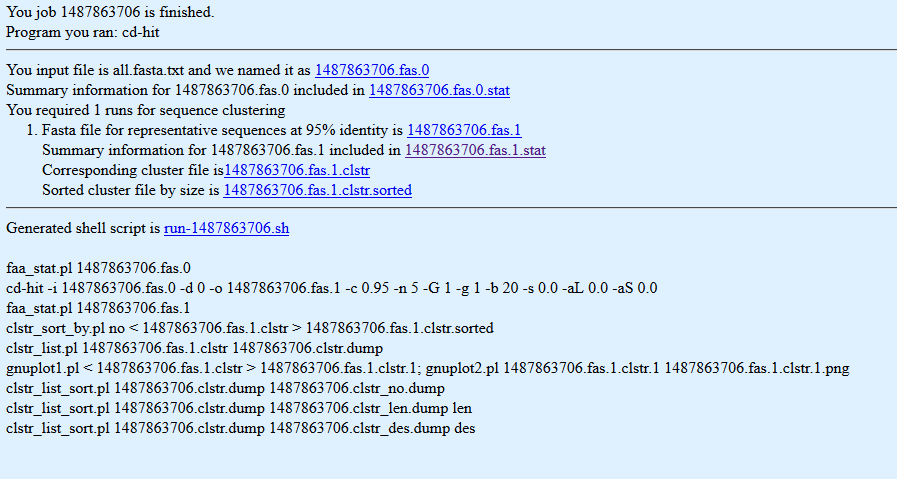 You job 1487863706 is finished.
Program you ran: cd-hit
You input file is all.fasta.txt and we named it as 1487863706.fas.0
Summary information for 1487863706.fas.0 included in 1487863706.fas.0.stat
You required 1 runs for sequence clustering
1. Fasta file for representative sequences at 95% identity is 1487863706.fas.1
Summary information for 1487863706.fas.1 included in 1487863706.fas.1.stat
Corresponding cluster file is1487863706.fas.1.clstr
Sorted cluster file by size is 1487863706.fas.1.clstr.sorted
Generated shell script is run-1487863706.sh
faa_stat.pl 1487863706.fas.0
cd-hit -i 1487863706.fas.0 -d 0 -o 1487863706.fas.1 -c 0.95 -n 5 -G 1 -g 1 -b 20 -s 0.0 -aL 0.0 -aS 0.0
faa_stat.pl 1487863706.fas.1
clstr_sort_by.pl no < 1487863706.fas.1.clstr > 1487863706.fas.1.clstr.sorted
clstr_list.pl 1487863706.fas.1.clstr 1487863706.clstr.dump
gnuplot1.pl < 1487863706.fas.1.clstr > 1487863706.fas.1.clstr.1; gnuplot2.pl 1487863706.fas.1.clstr.1 1487863706.fas.1.clstr.1.png
clstr_list_sort.pl 1487863706.clstr.dump 1487863706.clstr_no.dump
clstr_list_sort.pl 1487863706.clstr.dump 1487863706.clstr_len.dump len
clstr_list_sort.pl 1487863706.clstr.dump 1487863706.clstr_des.dump des